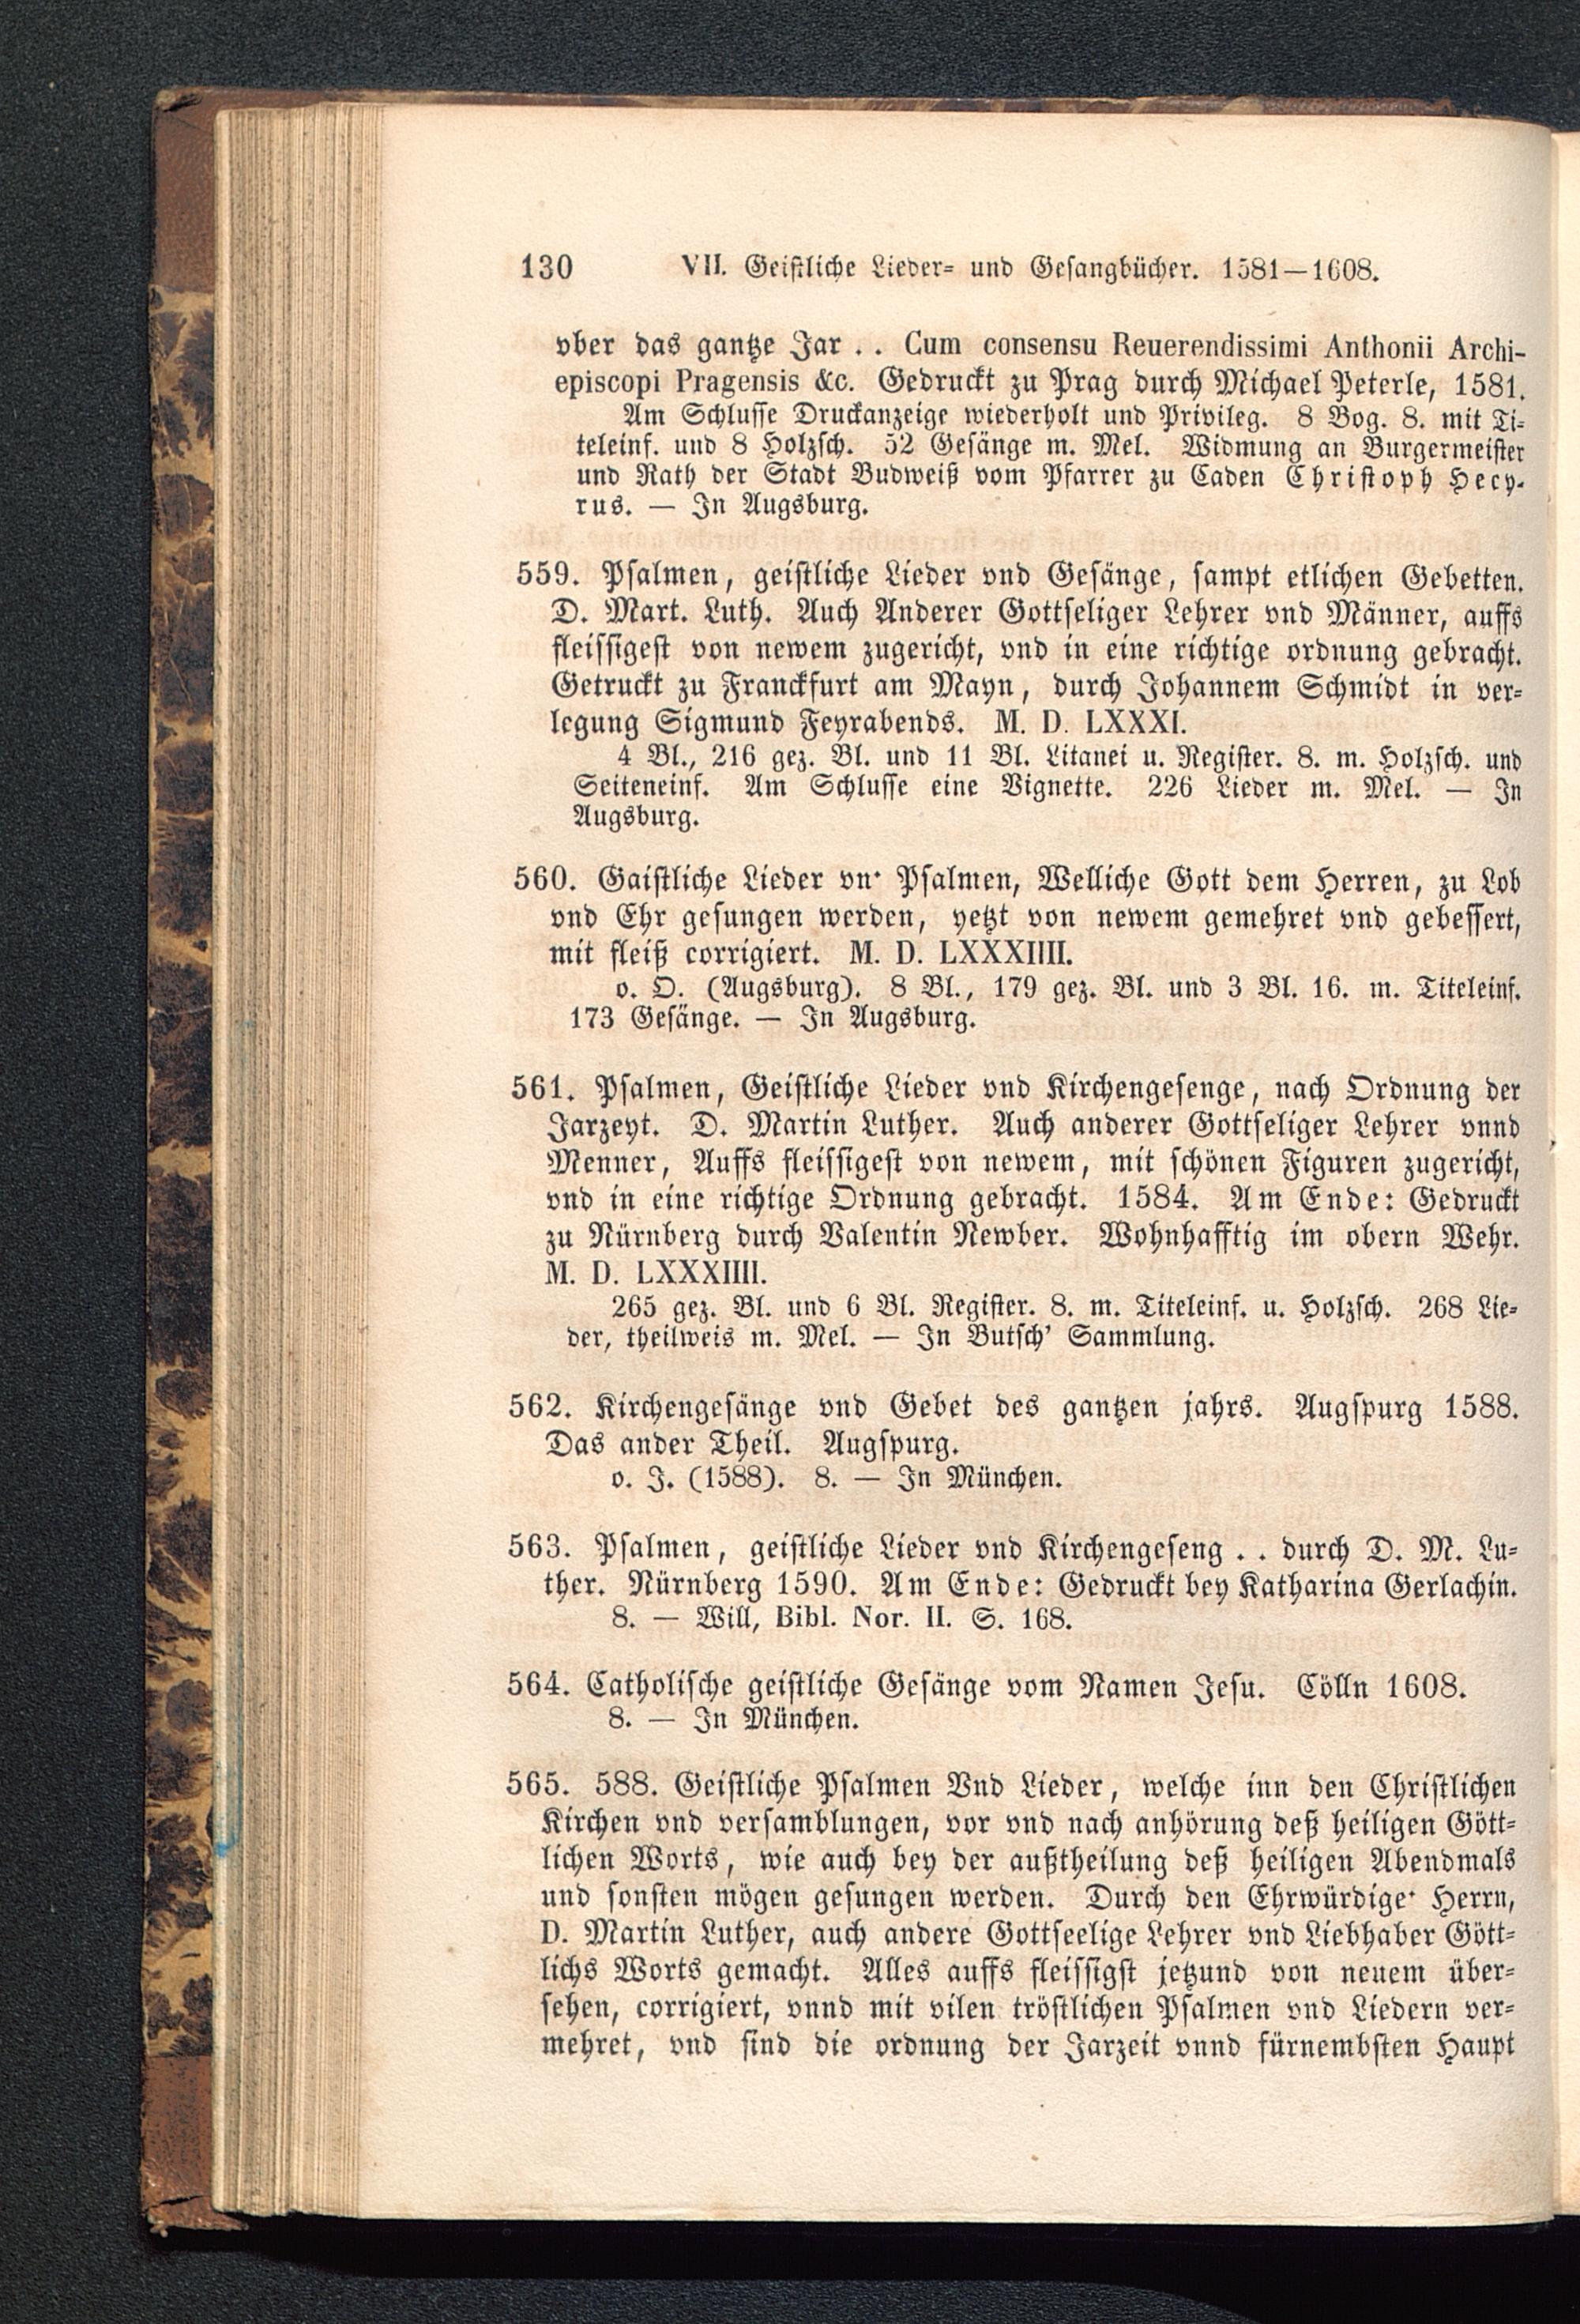 130 VII. Geistliche Lieder- und Gesangbücher. 1581—1608.
vber das gantze Jar . . Cum consensu Reuerendissimi Anthonii Archi-
episcopi Pragensis &c. Gedruckt zu Prag durch Michael Peterle, 1581.
Am Schlusse Druckanzeige wiederholt und Privileg. 8 Bog. 8. mit Ti-
teleinf. und 8 Holzsch. 52 Gesänge m. Mel. Widmung an Burgermeister
und Rath der Stadt Budweiß vom Pfarrer zu Caden Christoph Hecy-
rus. — In Augsburg.
559. Psalmen, geistliche Lieder vnd Gesänge, sampt etlichen Gebetten.
D. Mart. Luth. Auch Anderer Gottseliger Lehrer vnd Männer, auffs
fleissigest von newem zugericht, vnd in eine richtige ordnung gebracht.
Getruckt zu Franckfurt am Mayn, durch Johannem Schmidt in ver-
legung Sigmund Feyrabends. M. D. LXXXI.
4 Bl., 216 gez. Bl. und 11 Bl. Litanei u. Register. 8. m. Holzsch. und
Seiteneinf. Am Schlusse eine Vignette. 226 Lieder m. Mel. — In
Augsburg.
560. Gaistliche Lieder vn· Psalmen, Welliche Gott dem Herren, zu Lob
vnd Ehr gesungen werden, yetzt von newem gemehret vnd gebessert,
mit fleiß corrigiert. M. D. LXXXIIII.
o. O. (Augsburg). 8 Bl., 179 gez. Bl. und 3 Bl. 16. m. Titeleinf.
173 Gesänge. — In Augsburg.
561. Psalmen, Geistliche Lieder vnd Kirchengesenge, nach Ordnung der
Jarzeyt. D. Martin Luther. Auch anderer Gottseliger Lehrer vnnd
Menner, Auffs fleissigest von newem, mit schönen Figuren zugericht,
vnd in eine richtige Ordnung gebracht. 1584. Am Ende: Gedruckt
zu Nürnberg durch Valentin Newber. Wohnhafftig im obern Wehr.
M. D. LXXXIIII.
265 gez. Bl. und 6 Bl. Register. 8. m. Titeleinf. u. Holzsch. 268 Lie-
der, theilweis m. Mel. — In Butsch' Sammlung.
562. Kirchengesänge vnd Gebet des gantzen jahrs. Augspurg 1588.
Das ander Theil. Augspurg.
o. J. (1588). 8. — In München.
563. Psalmen, geistliche Lieder vnd Kirchengeseng . . durch D. M. Lu-
ther. Nürnberg 1590. Am Ende: Gedruckt bey Katharina Gerlachin.
8. — Will, Bibl. Nor. II. S. 168.
564. Catholische geistliche Gesänge vom Namen Jesu. Cölln 1608.
8. — In München.
565. 588. Geistliche Psalmen Vnd Lieder, welche inn den Christlichen
Kirchen vnd versamblungen, vor vnd nach anhörung deß heiligen Gött-
lichen Worts, wie auch bey der außtheilung deß heiligen Abendmals
und sonsten mögen gesungen werden. Durch den Ehrwürdige· Herrn,
D. Martin Luther, auch andere Gottseelige Lehrer vnd Liebhaber Gött-
lichs Worts gemacht. Alles auffs fleissigst jetzund von neuem über-
sehen, corrigiert, vnnd mit vilen tröstlichen Psalmen vnd Liedern ver-
mehret, vnd sind die ordnung der Jarzeit vnnd fürnembsten Haupt